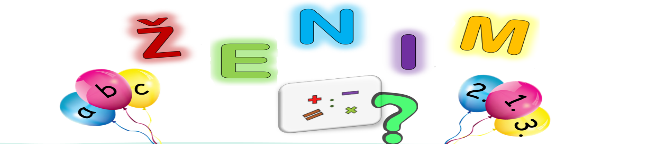 ŽENIM
a b c
+ : - = × ?
2. 1. 3.